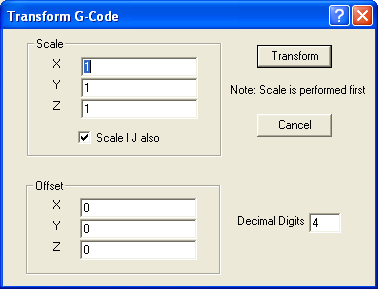 Transform G-Code
Scale
X 1
Y 1
Z 1
Scale I J also
Transform
Note: Scale is performed first
Cancel
Offset
X 0
Y 0
Z 0
Decimal Digits 4